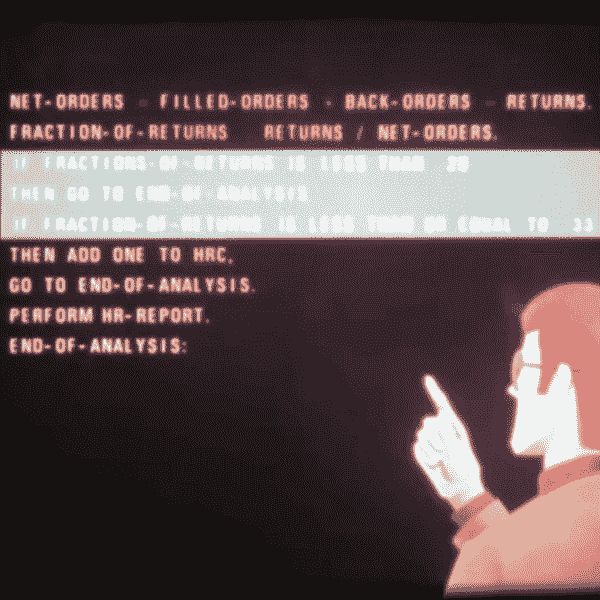 NET-ORDERS = FILLED-ORDERS + BACK-ORDERS - RETURNS.
FRACTION-OF-RETURNS RETURNS / NET-ORDERS.
IF FRACTIONS-OF-RETURNS IS LESS THAN
THEN GO TO END-OF-ANALYSIS
IF FRACTION-OF-RETURNS IS LESS THAN OR EQUAL TO .33
THEN ADD ONE TO HRC.
GO TO END-OF-ANALYSIS.
PERFORM HR-REPORT.
END-OF-ANALYSIS: